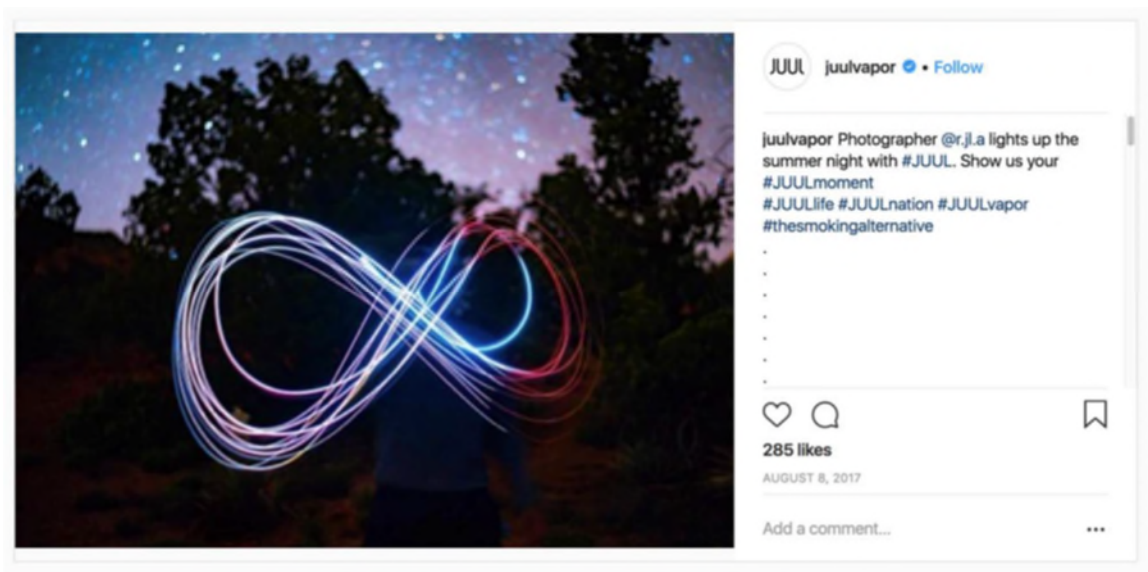 JUUL juulvapor • Follow
juulvapor Photographer @r.jl.a lights up the
summer night with #JUUL. Show us your
#JUULmoment
#JUULlife #JUULnation #JUULvapor
#thesmokingalternative
.
.
.
.
.
.
.
285 likes
AUGUST 8, 2017
Add a comment...